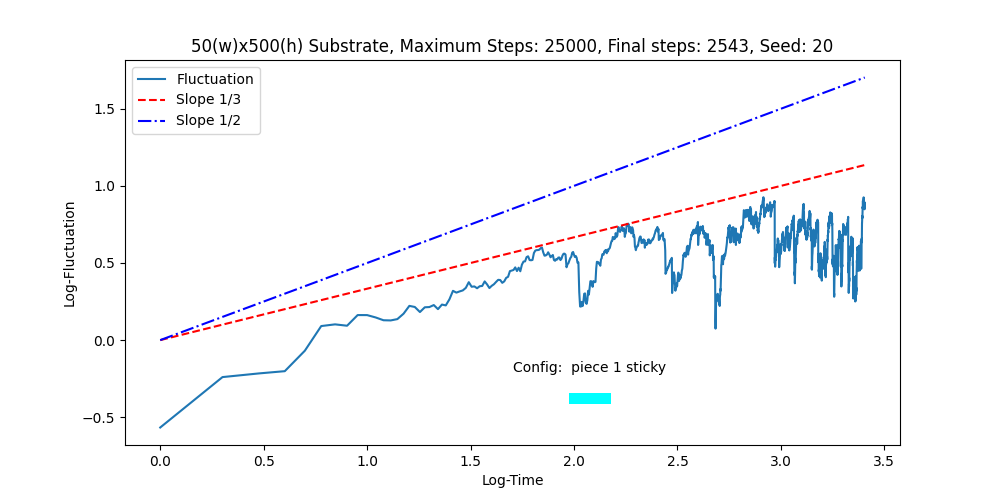 50(w)x500(h) Substrate, Maximum Steps: 25000, Final steps: 2543, Seed: 20
Fluctuation
Slope 1/3
Slope 1/2
1.5
1.0
0.5
0.0
−0.5
Log-Fluctuation
Config:  piece 1 sticky
0.0 0.5 1.0 1.5 2.0 2.5 3.0 3.5
Log-Time